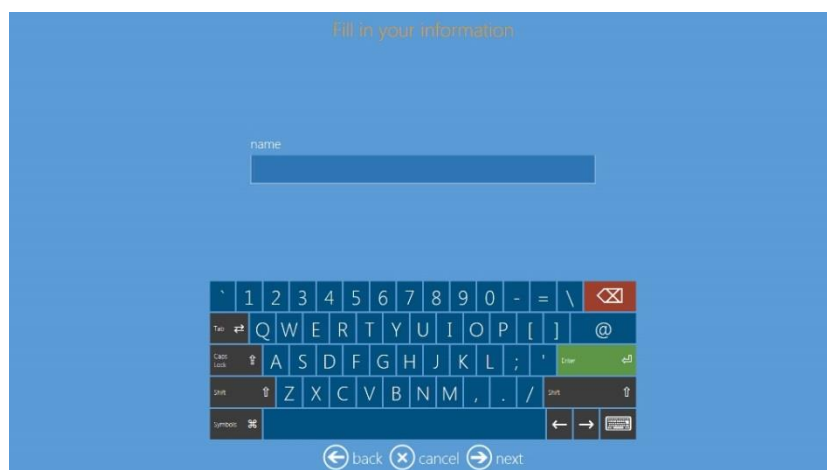 Fill in your information
name
` 1 2 3 4 5 6 7 8 9 0 - = \
Tab Q W E R T Y U I O P [ ] @
Caps Lock A S D F G H J K L ; ' Enter
Shift Z X C V B N M , . / Shift
Symbols
back cancel next